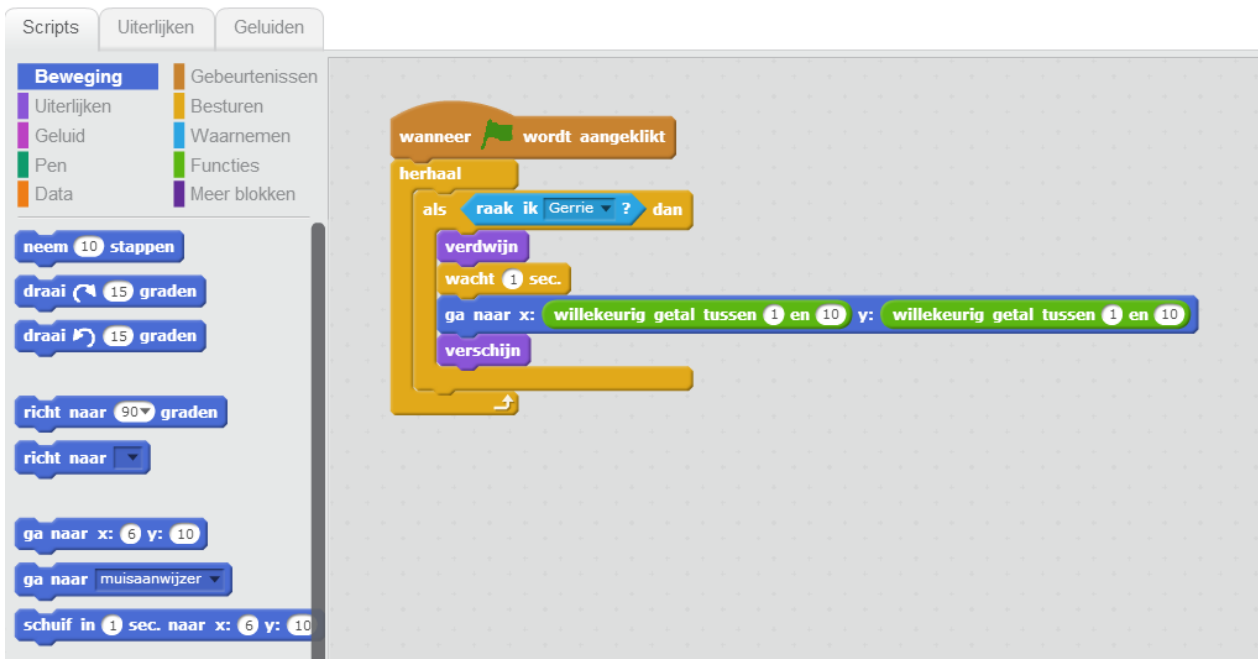 Scripts Uiterlijken Geluiden
Beweging Gebeurtenissen
Uiterlijken Besturen
Geluid Waarnemen
Pen Functies
Data Meer blokken
neem 10 stappen
draai 15 graden
draai 15 graden
richt naar 90 graden
richt naar
ga naar x: 6 y: 10
ga naar muisaanwijzer
schuif in 1 sec. naar x: 6 y: 10
wanneer wordt aangeklikt
herhaal
als raak ik Gerrie ? dan
verdwijn
wacht 1 sec.
ga naar x: willekeurig getal tussen 1 en 10 y: willekeurig getal tussen 1 en 10
verschijn